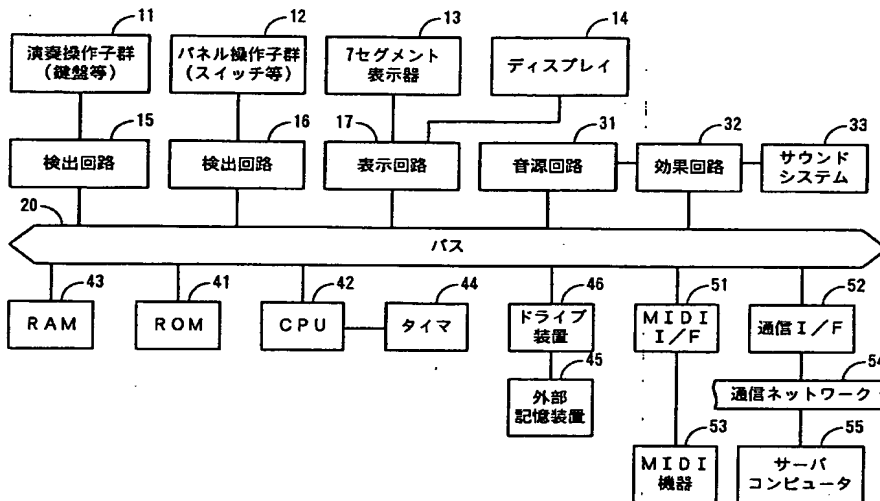 11
12
13
14
演奏操作子群
(鍵盤等)
パネル操作子群
(スイッチ等)
7セグメント
表示器
ディスプレイ
15
16
17
31
32
33
検出回路
検出回路
表示回路
音源回路
効果回路
サウンド
システム
20
バス
43
41
42
44
46
51
52
RAM
ROM
CPU
タイマ
ドライブ
装置
MIDI
I/F
通信I/F
45
54
外部
記憶装置
通信ネットワーク
53
55
MIDI
機器
サーバ
コンピュータ